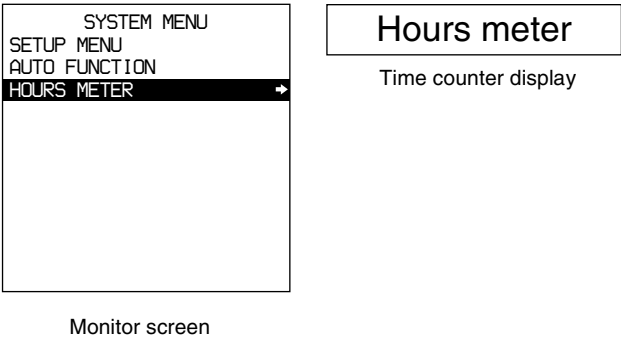 SYSTEM MENU
SETUP MENU
AUTO FUNCTION
HOURS METER
Monitor screen
Hours meter
Time counter display